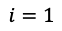 i = 1